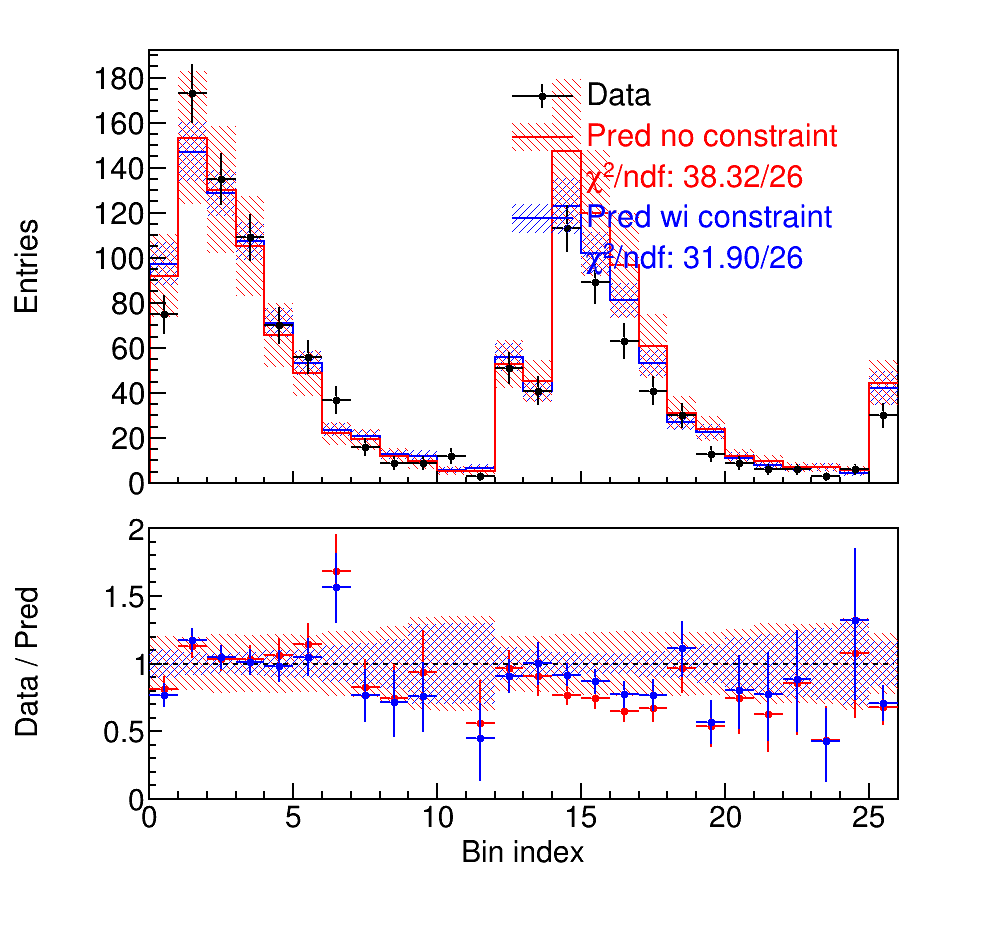 180
160
140
120
100
80
60
40
20
0
Entries
Data
Pred no constraint
χ²/ndf: 38.32/26
Pred wi constraint
χ²/ndf: 31.90/26
2
1.5
1
0.5
0
Data / Pred
0 5 10 15 20 25
Bin index